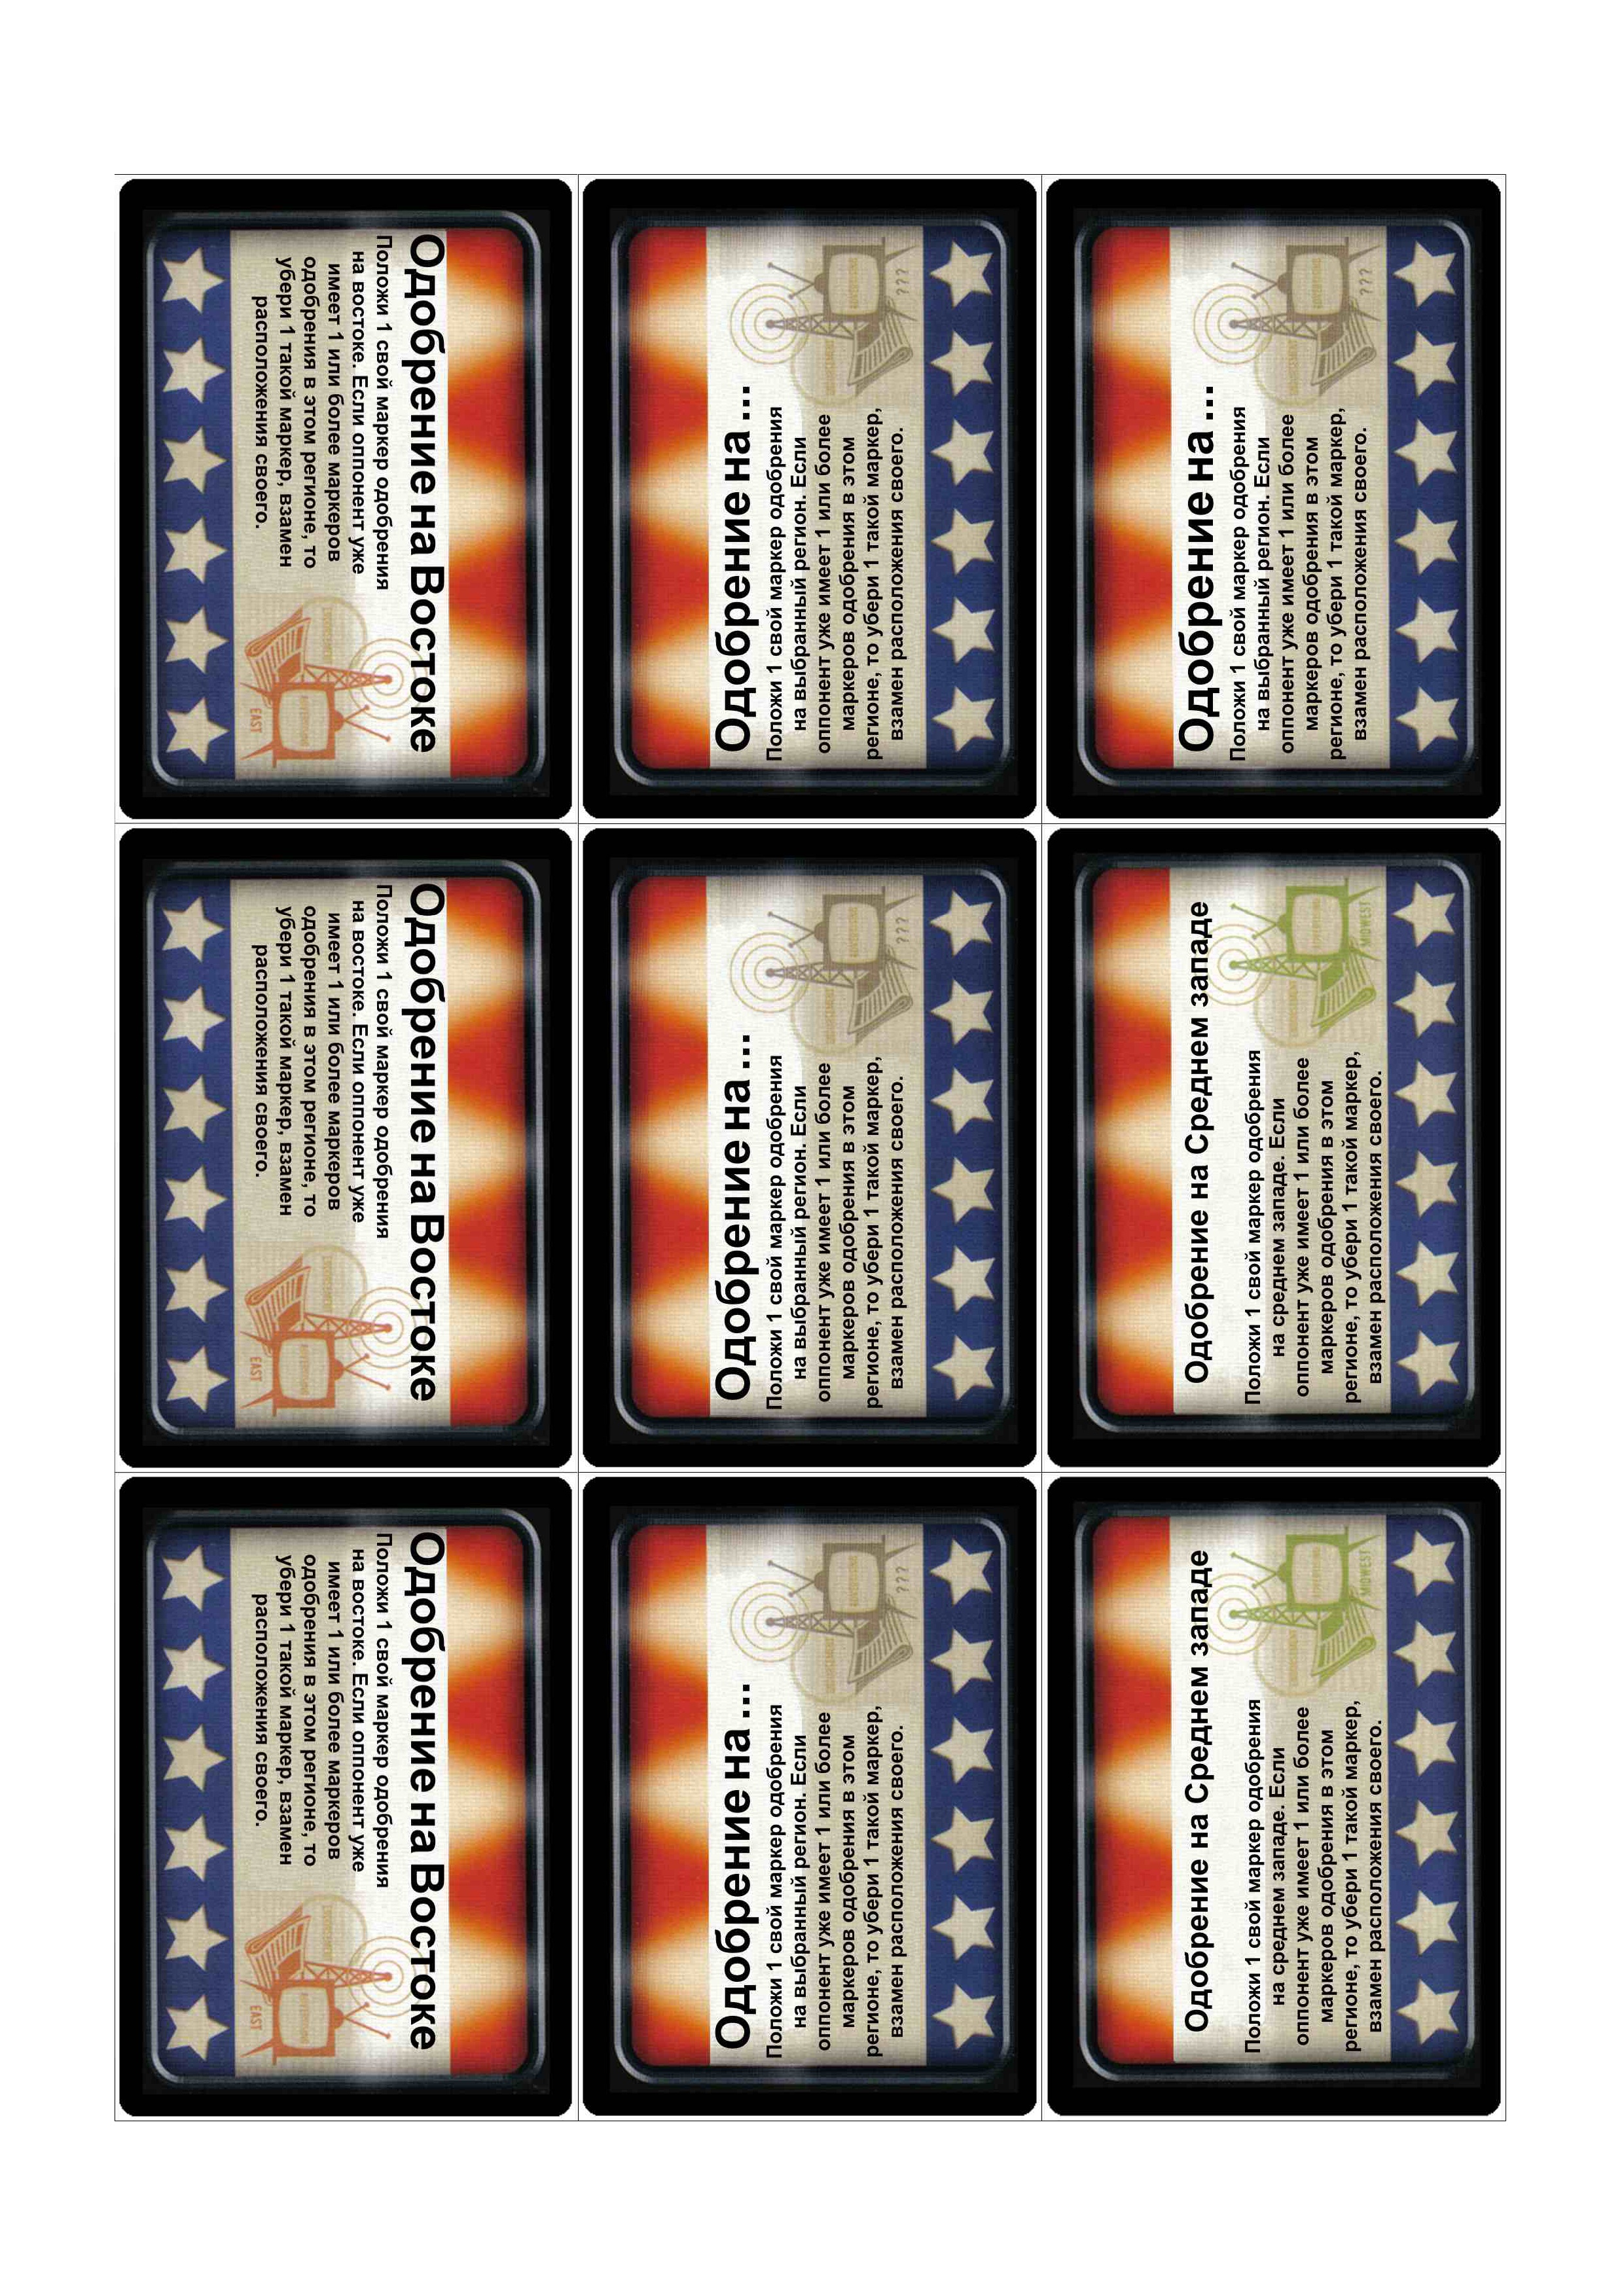 Одобрение на Востоке
Положи 1 свой маркер одобрения
на востоке. Если оппонент уже
имеет 1 или более маркеров
одобрения в этом регионе, то
убери 1 такой маркер, взамен
расположения своего.
EAST
Одобрение на ...
Положи 1 свой маркер одобрения
на выбранный регион. Если
оппонент уже имеет 1 или более
маркеров одобрения в этом
регионе, то убери 1 такой маркер,
взамен расположения своего.
???
Одобрение на ...
Положи 1 свой маркер одобрения
на выбранный регион. Если
оппонент уже имеет 1 или более
маркеров одобрения в этом
регионе, то убери 1 такой маркер,
взамен расположения своего.
???
Одобрение на Востоке
Положи 1 свой маркер одобрения
на востоке. Если оппонент уже
имеет 1 или более маркеров
одобрения в этом регионе, то
убери 1 такой маркер, взамен
расположения своего.
EAST
Одобрение на ...
Положи 1 свой маркер одобрения
на выбранный регион. Если
оппонент уже имеет 1 или более
маркеров одобрения в этом
регионе, то убери 1 такой маркер,
взамен расположения своего.
???
Одобрение на Среднем западе
Положи 1 свой маркер одобрения
на среднем западе. Если
оппонент уже имеет 1 или более
маркеров одобрения в этом
регионе, то убери 1 такой маркер,
взамен расположения своего.
MIDWEST
Одобрение на Востоке
Положи 1 свой маркер одобрения
на востоке. Если оппонент уже
имеет 1 или более маркеров
одобрения в этом регионе, то
убери 1 такой маркер, взамен
расположения своего.
EAST
Одобрение на ...
Положи 1 свой маркер одобрения
на выбранный регион. Если
оппонент уже имеет 1 или более
маркеров одобрения в этом
регионе, то убери 1 такой маркер,
взамен расположения своего.
???
Одобрение на Среднем западе
Положи 1 свой маркер одобрения
на среднем западе. Если
оппонент уже имеет 1 или более
маркеров одобрения в этом
регионе, то убери 1 такой маркер,
взамен расположения своего.
MIDWEST